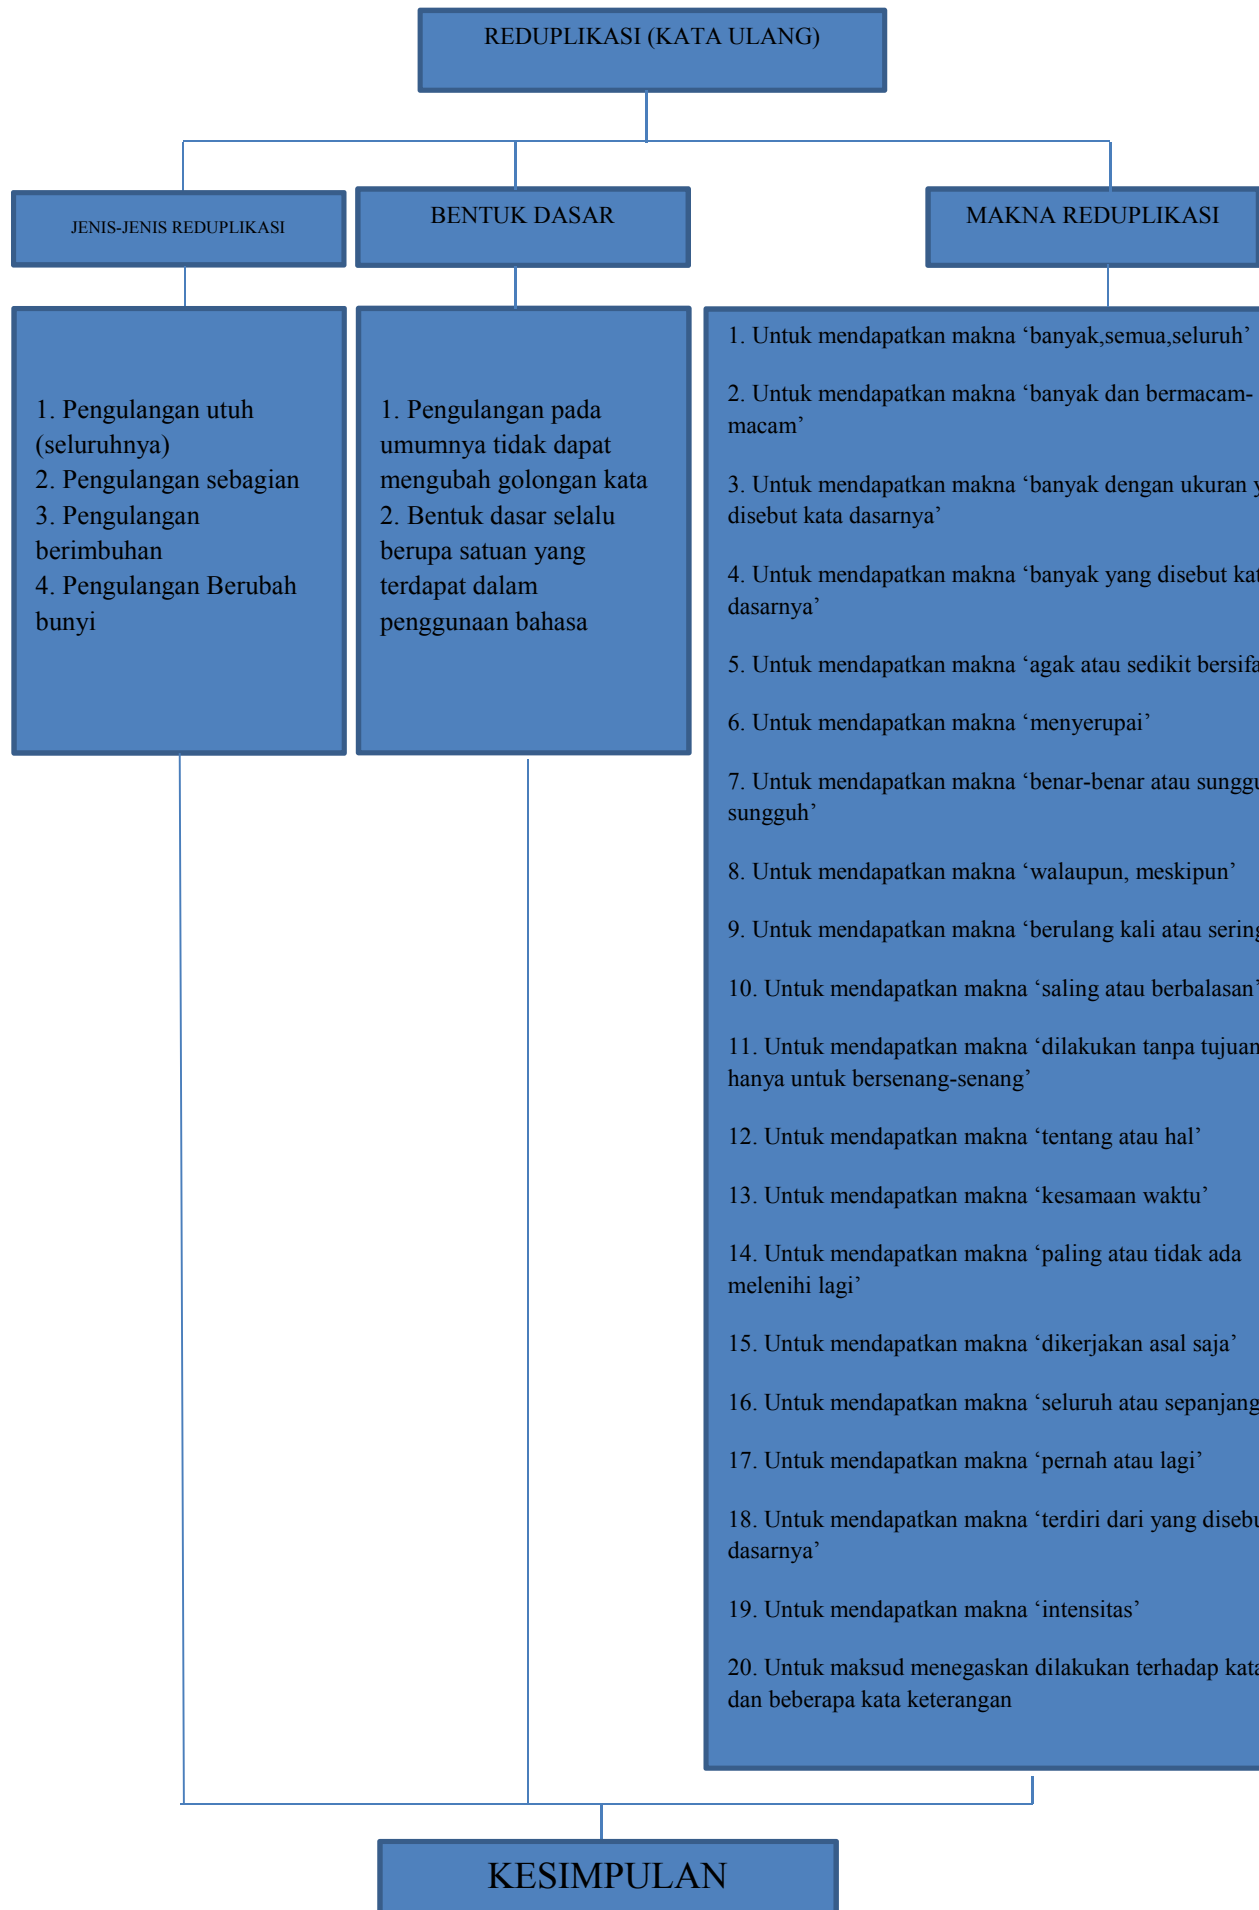 REDUPLIKASI (KATA ULANG)
JENIS-JENIS REDUPLIKASI
BENTUK DASAR
MAKNA REDUPLIKASI
1. Pengulangan utuh
(seluruhnya)
2. Pengulangan sebagian
3. Pengulangan
berimbuhan
4. Pengulangan Berubah
bunyi
1. Pengulangan pada
umumnya tidak dapat
mengubah golongan kata
2. Bentuk dasar selalu
berupa satuan yang
terdapat dalam
penggunaan bahasa
1. Untuk mendapatkan makna ‘banyak,semua,seluruh’
2. Untuk mendapatkan makna ‘banyak dan bermacam-
macam’
3. Untuk mendapatkan makna ‘banyak dengan ukuran
disebut kata dasarnya’
4. Untuk mendapatkan makna ‘banyak yang disebut
dasarnya’
5. Untuk mendapatkan makna ‘agak atau sedikit
6. Untuk mendapatkan makna ‘menyerupai’
7. Untuk mendapatkan makna ‘benar-benar atau
sungguh’
8. Untuk mendapatkan makna ‘walaupun, meskipun’
9. Untuk mendapatkan makna ‘berulang kali atau sering
10. Untuk mendapatkan makna ‘saling atau berbalasan’
11. Untuk mendapatkan makna ‘dilakukan tanpa tujuan
hanya untuk bersenang-senang’
12. Untuk mendapatkan makna ‘tentang atau hal’
13. Untuk mendapatkan makna ‘kesamaan waktu’
14. Untuk mendapatkan makna ‘paling atau tidak ada
melenihi lagi’
15. Untuk mendapatkan makna ‘dikerjakan asal saja’
16. Untuk mendapatkan makna ‘seluruh atau sepanjang
17. Untuk mendapatkan makna ‘pernah atau lagi’
18. Untuk mendapatkan makna ‘terdiri dari yang
dasarnya’
19. Untuk mendapatkan makna ‘intensitas’
20. Untuk maksud menegaskan dilakukan terhadap kata
dan beberapa kata keterangan
KESIMPULAN